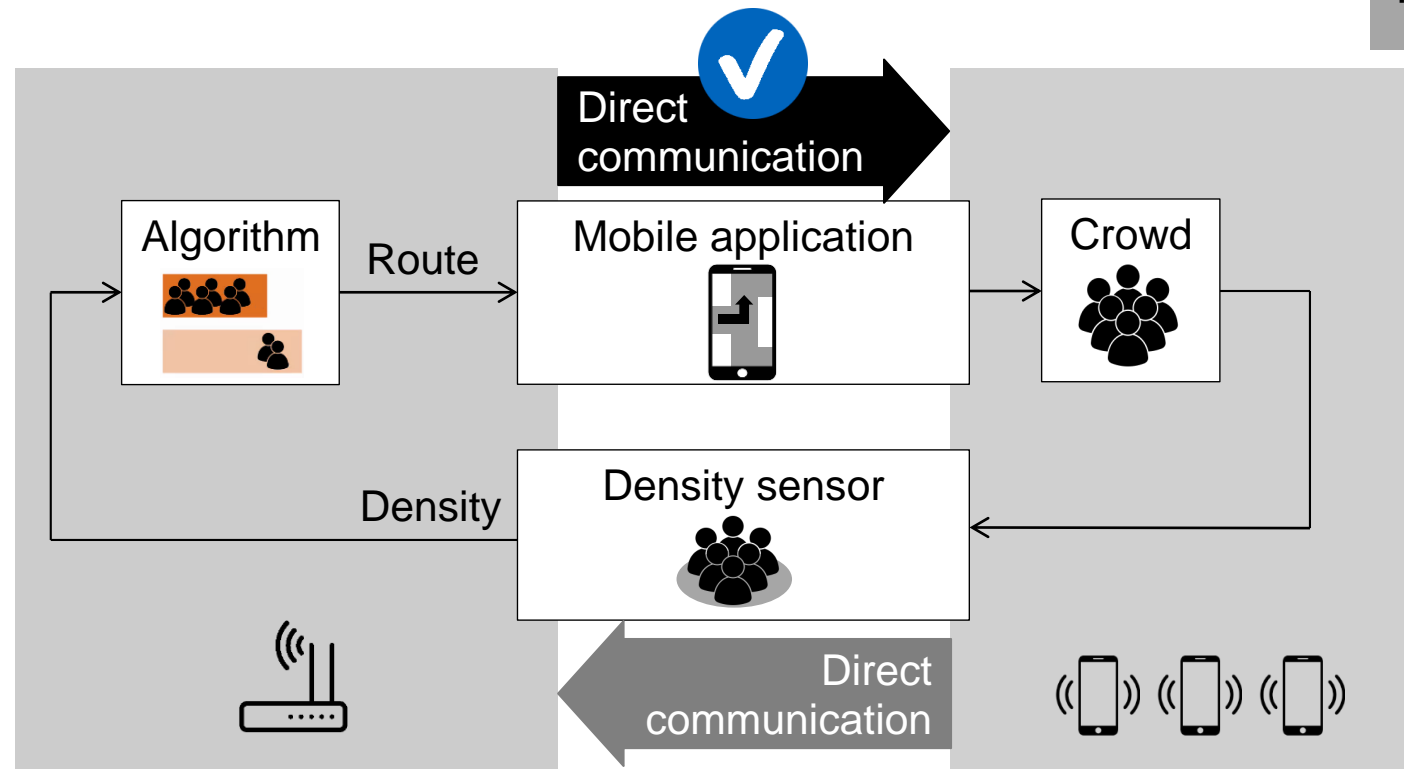 Direct
communication
Algorithm
Route
Mobile application
Crowd
Density
Density sensor
Direct
communication